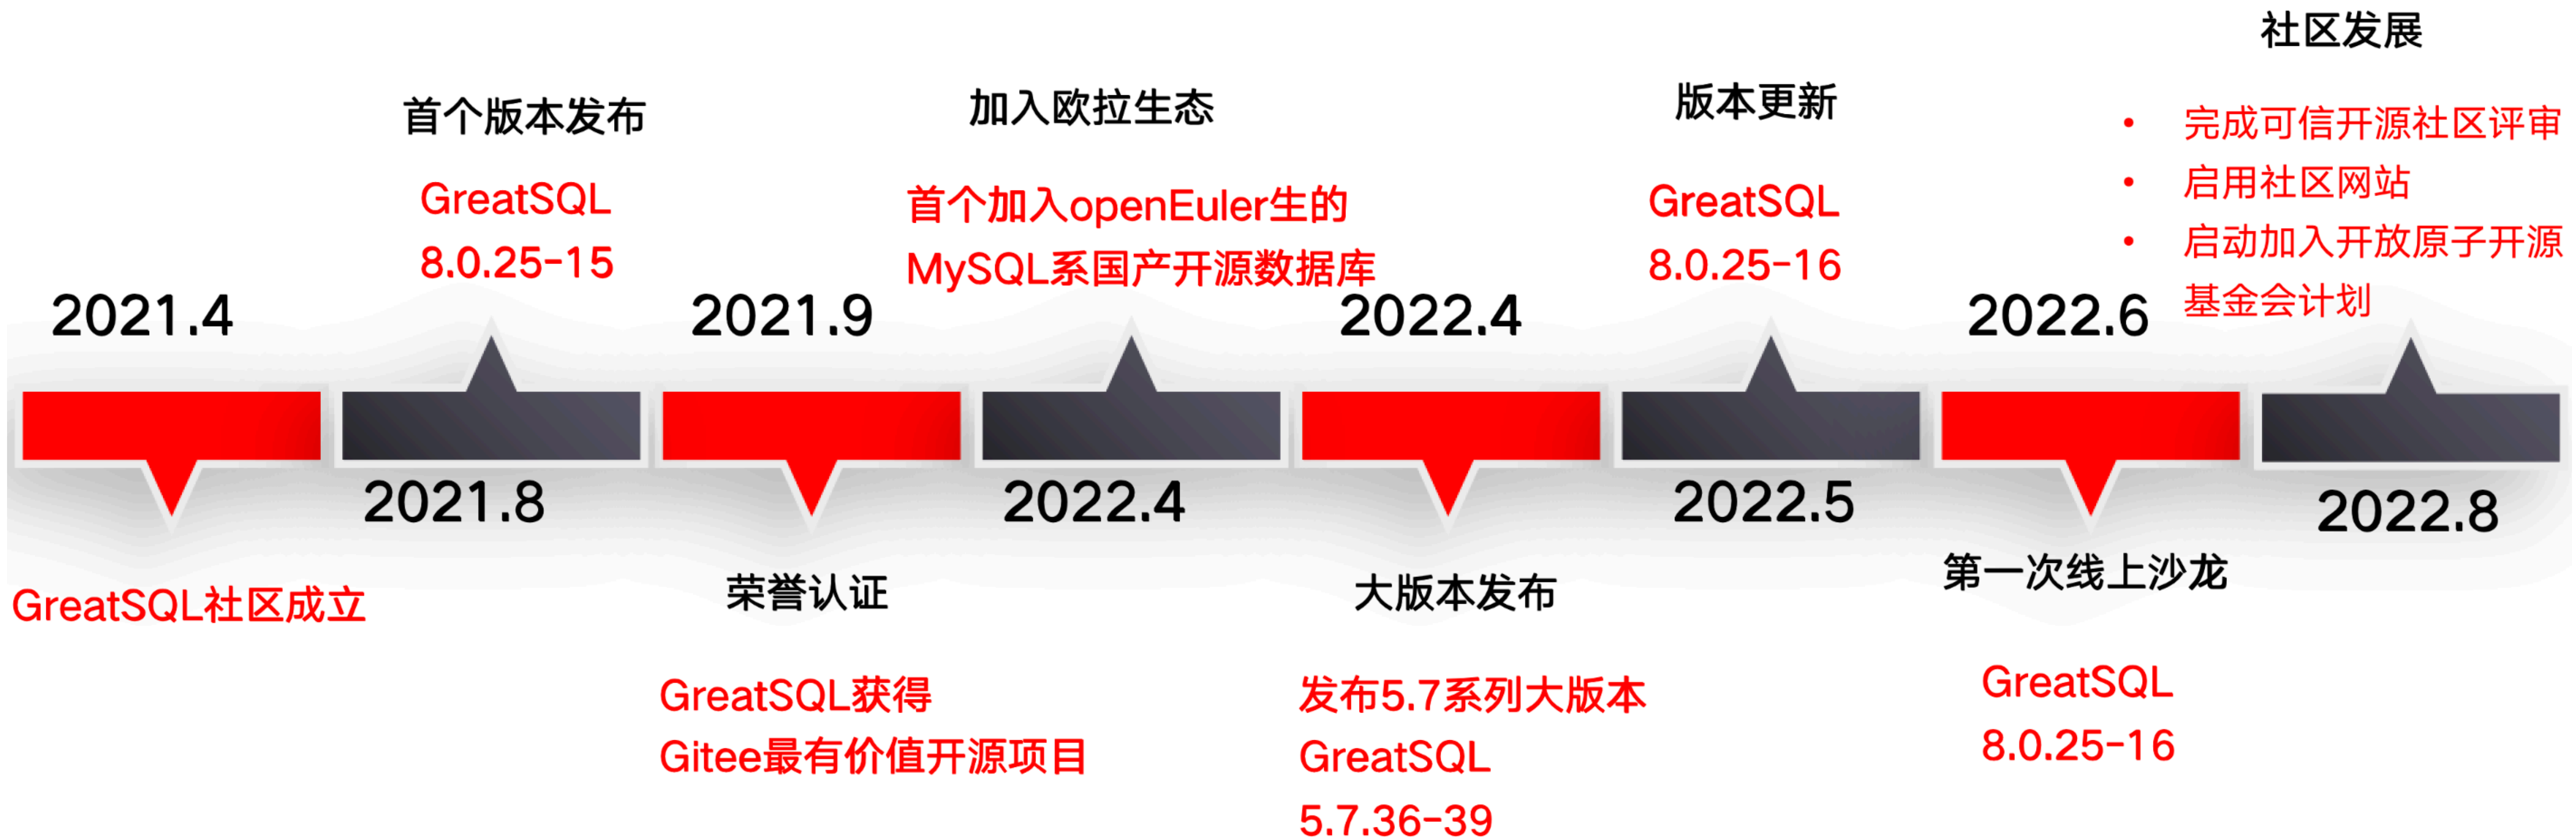 2021.4
GreatSQL社区成立
首个版本发布
GreatSQL
8.0.25-15
2021.8
2021.9
荣誉认证
GreatSQL获得
Gitee最有价值开源项目
加入欧拉生态
首个加入openEuler生的
MySQL系国产开源数据库
2022.4
2022.4
大版本发布
发布5.7系列大版本
GreatSQL
5.7.36-39
版本更新
GreatSQL
8.0.25-16
2022.5
2022.6
第一次线上沙龙
GreatSQL
8.0.25-16
社区发展
• 完成可信开源社区评审
• 启用社区网站
• 启动加入开放原子开源
基金会计划
2022.8